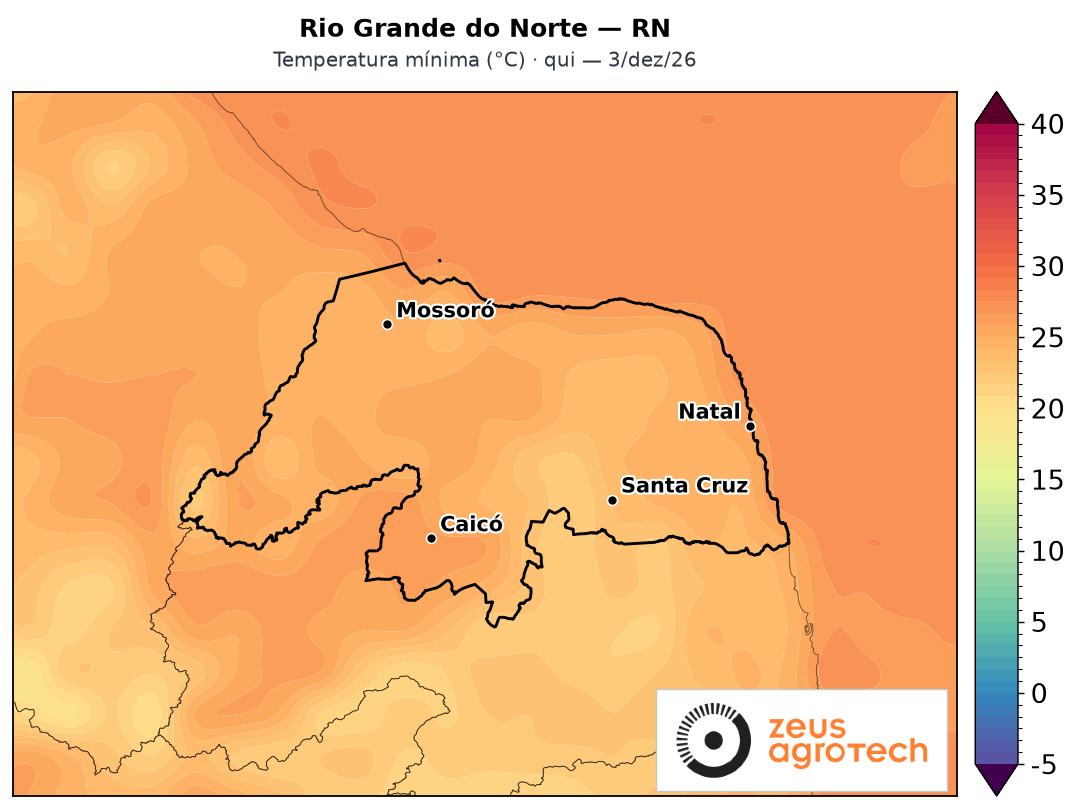 Rio Grande do Norte — RN
Temperatura mínima (°C) · qui — 3/dez/26
Mossoró
Natal
Santa Cruz
Caicó
40
35
30
25
20
15
10
5
0
-5
zeus
agrotech